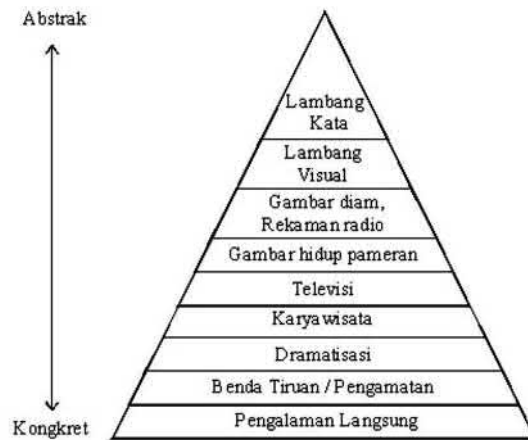 Abstrak
Lambang
Kata
Lambang
Visual
Gambar diam,
Rekaman radio
Gambar hidup pameran
Televisi
Karyawisata
Dramatisasi
Benda Tiruan / Pengamatan
Pengalaman Langsung
Kongkret